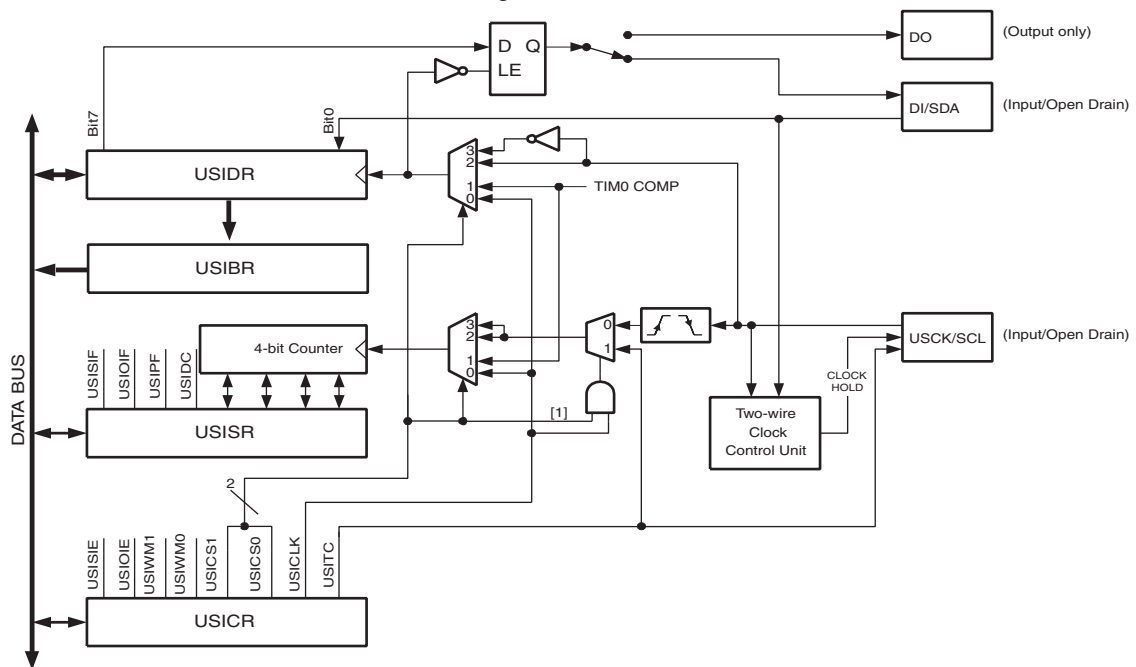 D Q
LE
DO
(Output only)
DI/SDA
(Input/Open Drain)
Bit7
Bit0
USIDR
3
2
1
0
TIM0 COMP
USIBR
DATA BUS
4-bit Counter
3
2
1
0
0
1
USCK/SCL
(Input/Open Drain)
CLOCK
HOLD
USISIF
USIOIF
USIPF
USIDC
[1]
USISR
Two-wire
Clock
Control Unit
2
USISIE
USIOIE
USIWM1
USIWM0
USICS1
USICS0
USICLK
USITC
USICR